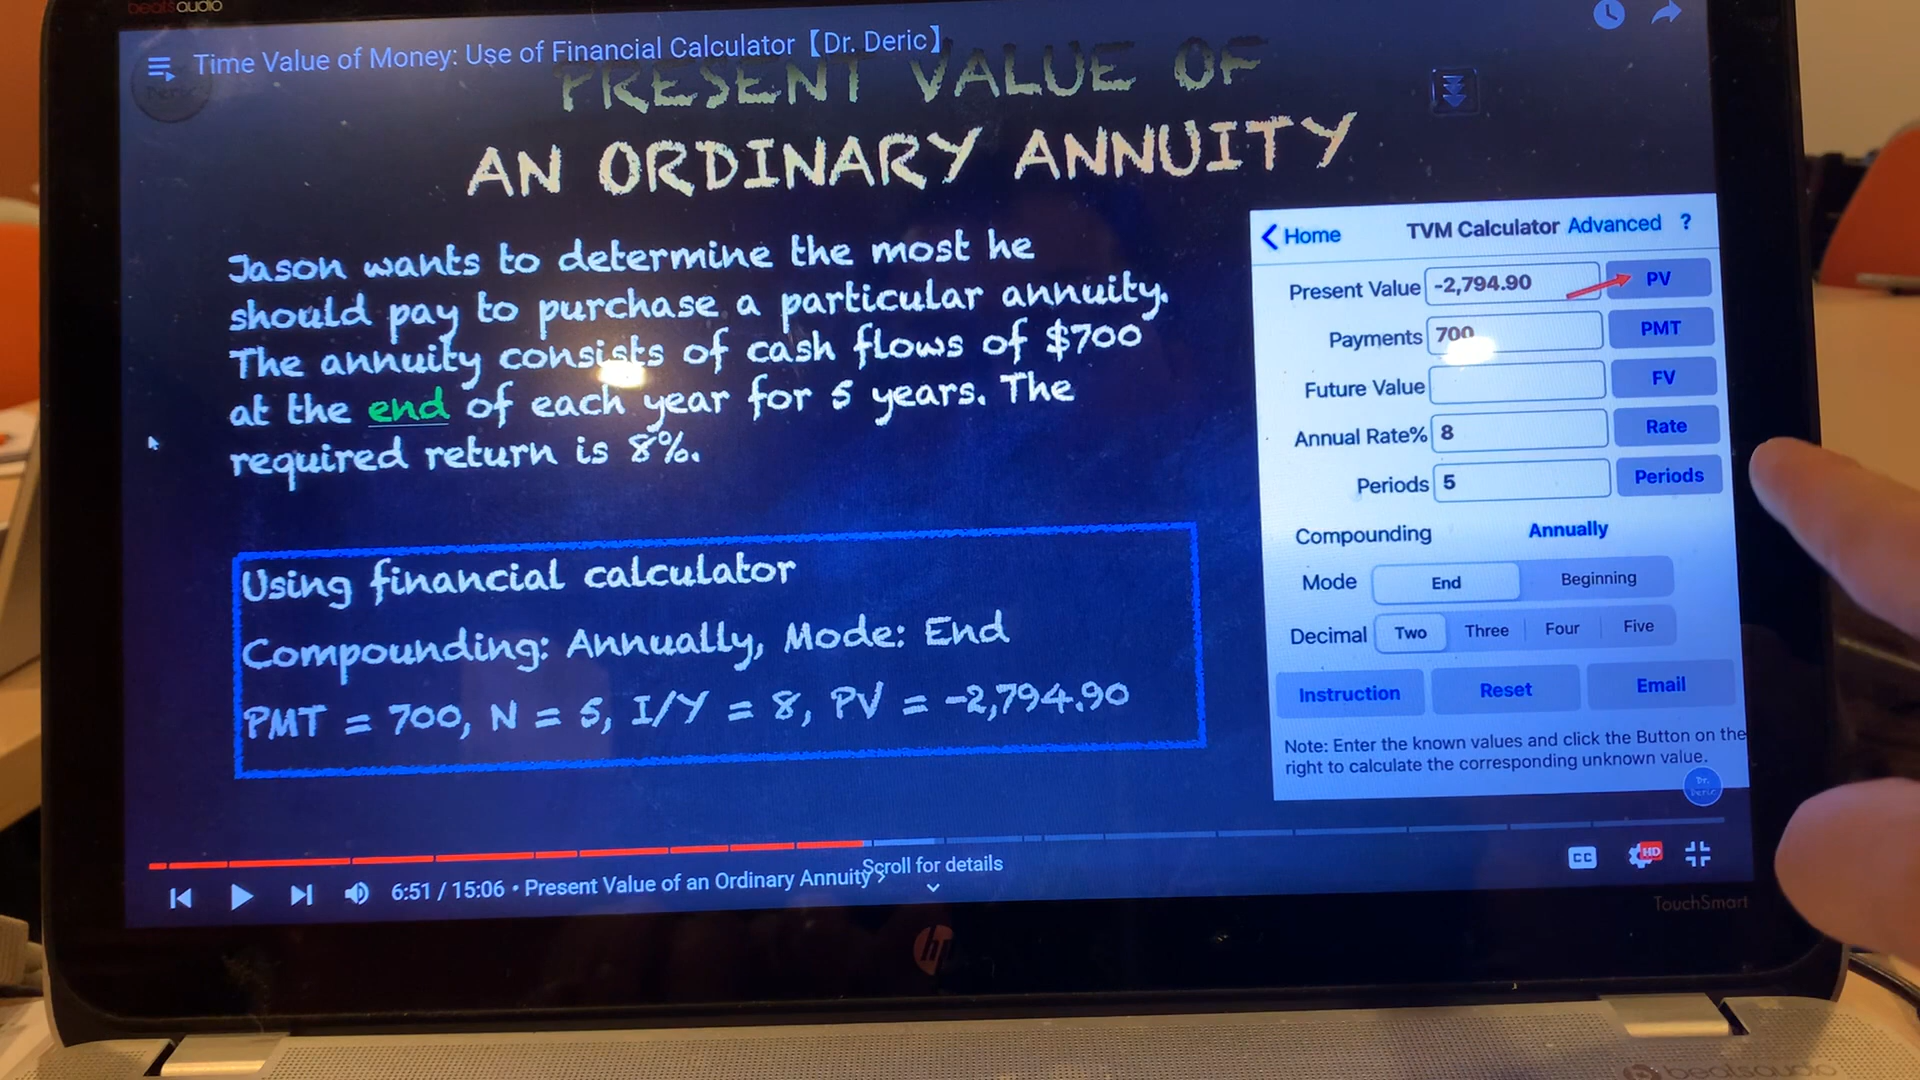 beatsaudio
Time Value of Money: Use of Financial Calculator【Dr. Deric】
PRESENT VALUE OF
AN ORDINARY ANNUITY
Jason wants to determine the most he
should pay to purchase a particular annuity.
The annuity consists of cash flows of $700
at the end of each year for 5 years. The
required return is 8%.
Using financial calculator
Compounding: Annually, Mode: End
PMT = 700, N = 5, I/Y = 8, PV = -2,794.90
Home TVM Calculator Advanced ?
Present Value -2,794.90 PV
Payments 700 PMT
Future Value FV
Annual Rate% 8 Rate
Periods 5 Periods
Compounding Annually
Mode End Beginning
Decimal Two Three Four Five
Instruction Reset Email
Note: Enter the known values and click the Button on the
right to calculate the corresponding unknown value.
Dr.
Deric
6:51 / 15:06 • Present Value of an Ordinary Annuity
Scroll for details
CC HD
TouchSmart
hp
beatsaudio